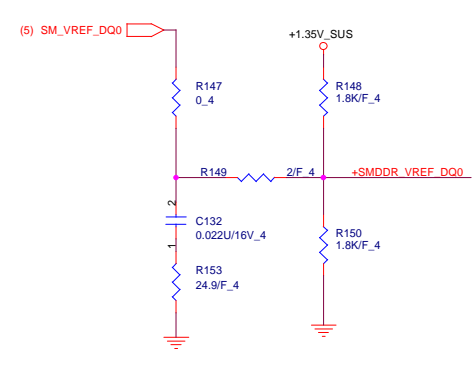 (5) SM_VREF_DQ0
+1.35V_SUS
R147
0_4
R148
1.8K/F_4
R149
2/F_4
+SMDDR_VREF_DQ0
2
C132
0.022U/16V_4
1
R150
1.8K/F_4
R153
24.9/F_4